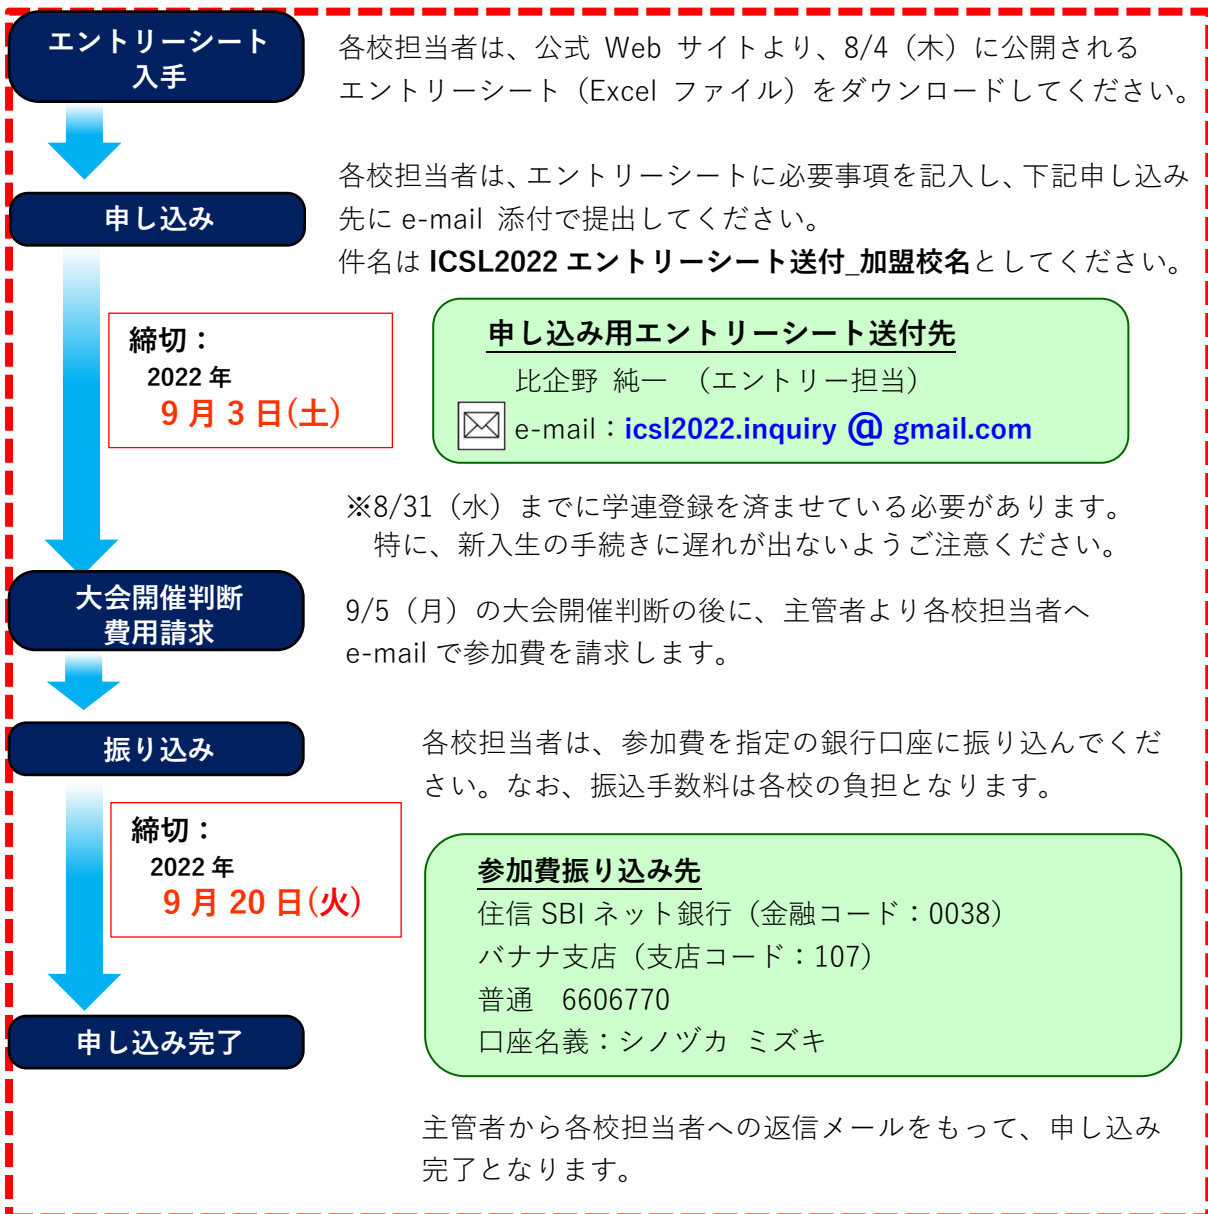 エントリーシート
入手
各校担当者は、公式 Web サイトより、8/4（木）に公開される
エントリーシート（Excel ファイル）をダウンロードしてください。
申し込み
各校担当者は、エントリーシートに必要事項を記入し、下記申し込み
先に e-mail 添付で提出してください。
件名は ICSL2022 エントリーシート送付_加盟校名としてください。
締切：
2022 年
9 月 3 日(土)
申し込み用エントリーシート送付先
比企野 純一 （エントリー担当）
e-mail：icsl2022.inquiry @ gmail.com
※8/31（水）までに学連登録を済ませている必要があります。
特に、新入生の手続きに遅れが出ないようご注意ください。
大会開催判断
費用請求
9/5（月）の大会開催判断の後に、主管者より各校担当者へ
e-mail で参加費を請求します。
振り込み
各校担当者は、参加費を指定の銀行口座に振り込んでくだ
さい。なお、振込手数料は各校の負担となります。
締切：
2022 年
9 月 20 日(火)
参加費振り込み先
住信 SBI ネット銀行（金融コード：0038）
バナナ支店（支店コード：107）
普通　6606770
口座名義：シノヅカ ミズキ
申し込み完了
主管者から各校担当者への返信メールをもって、申し込み
完了となります。